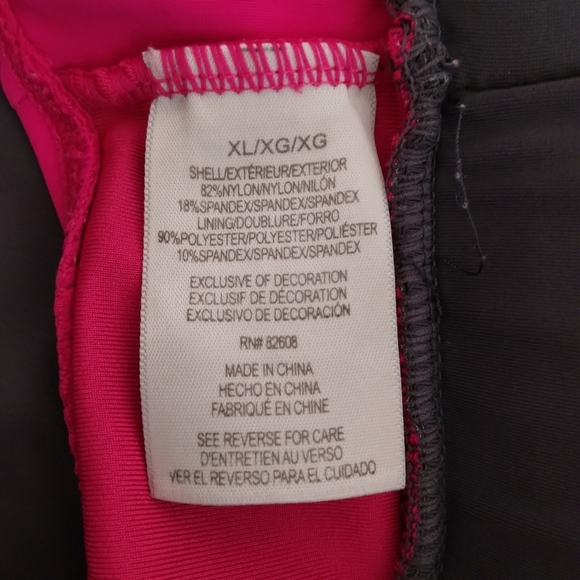 XL/XG/XG
SHELL/EXTÉRIEUR/EXTERIOR
82%NYLON/NYLON/NILÓN
18%SPANDEX/SPANDEX/SPANDEX
LINING/DOUBLURE/FORRO
90%POLYESTER/POLYESTER/POLIÉSTER
10%SPANDEX/SPANDEX/SPANDEX
EXCLUSIVE OF DECORATION
EXCLUSIF DE DÉCORATION
EXCLUSIVO DE DECORACIÓN
RN# 82608
MADE IN CHINA
HECHO EN CHINA
FABRIQUÉ EN CHINE
SEE REVERSE FOR CARE
D'ENTRETIEN AU VERSO
VER EL REVERSO PARA EL CUIDADO